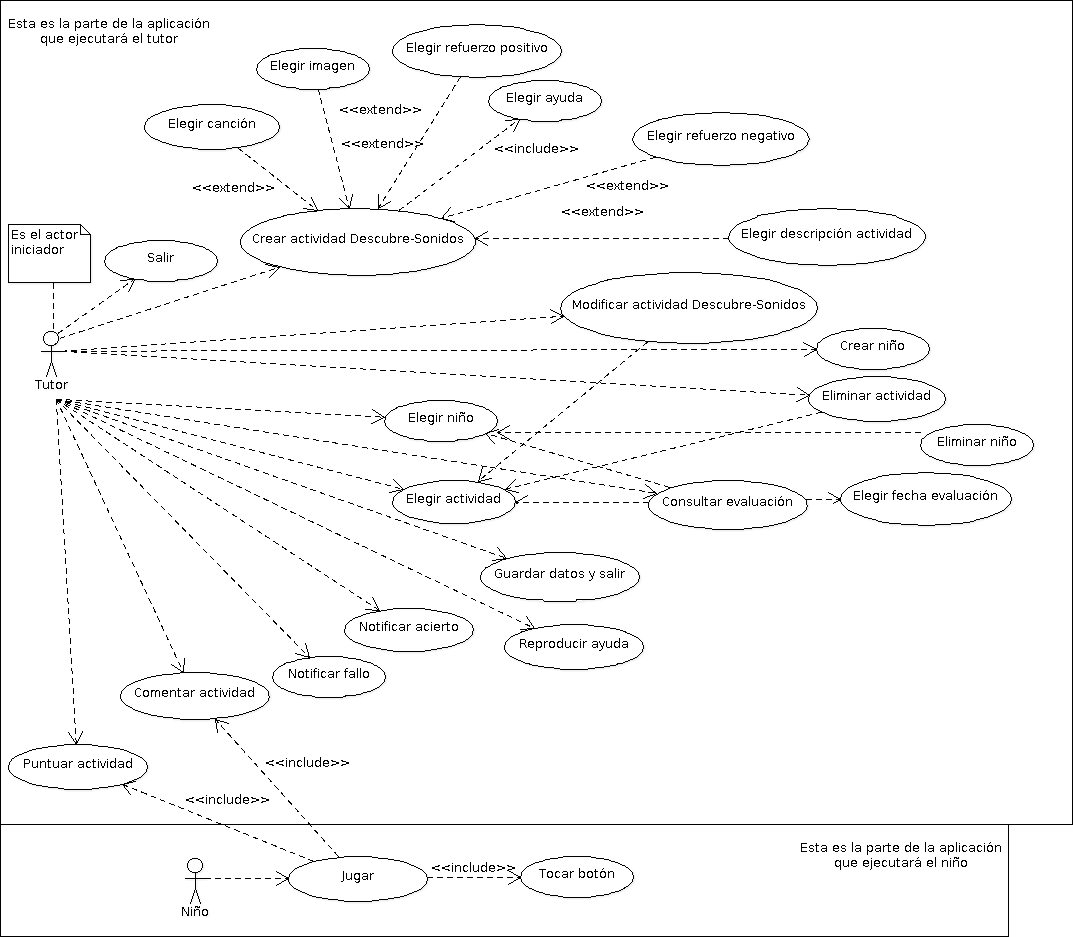 Esta es la parte de la aplicación
que ejecutará el tutor
Elegir refuerzo positivo
Elegir imagen
Elegir ayuda
<<extend>>
Elegir canción
Elegir refuerzo negativo
<<extend>>
<<include>>
<<extend>>
<<extend>>
<<extend>>
Es el actor
iniciador
Crear actividad Descubre-Sonidos
Elegir descripción actividad
Salir
Modificar actividad Descubre-Sonidos
Crear niño
Tutor
Eliminar actividad
Elegir niño
Eliminar niño
Elegir actividad
Consultar evaluación
Elegir fecha evaluación
Guardar datos y salir
Notificar acierto
Reproducir ayuda
Notificar fallo
Comentar actividad
Puntuar actividad
<<include>>
<<include>>
Esta es la parte de la aplicación
que ejecutará el niño
<<include>>
Jugar
Tocar botón
Niño